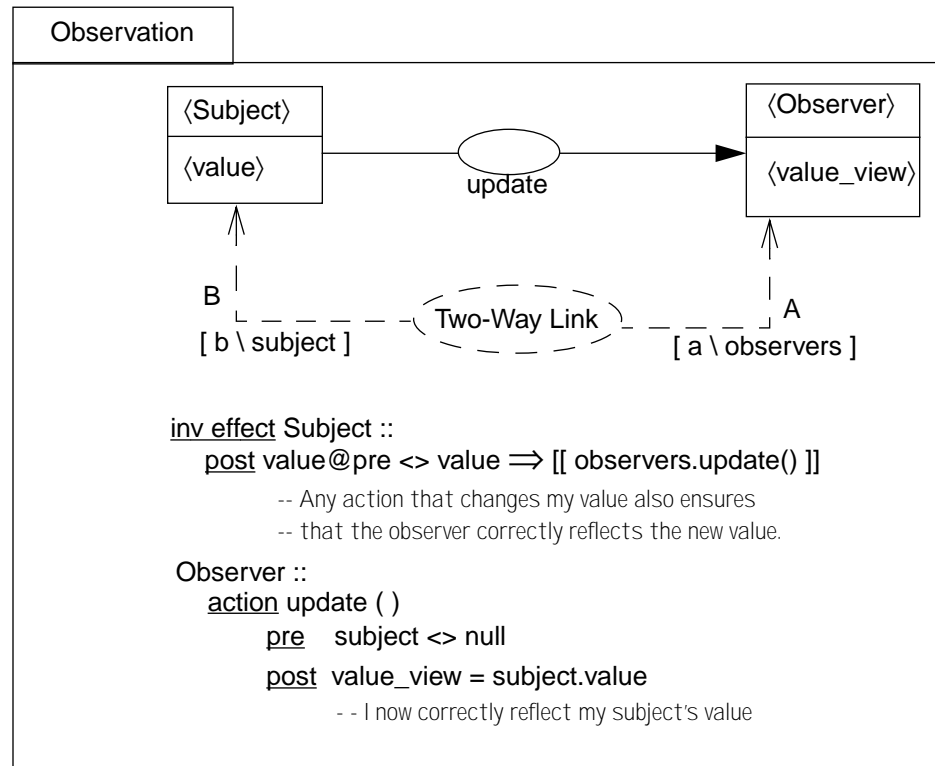 Observation
⟨Subject⟩
⟨Observer⟩
⟨value⟩
⟨value_view⟩
update
B
A
Two-Way Link
[ b \ subject ]
[ a \ observers ]
inv effect Subject ::
post value@pre <> value ⟹ [[ observers.update() ]]
-- Any action that changes my value also ensures
-- that the observer correctly reflects the new value.
Observer ::
action update ( )
pre subject <> null
post value_view = subject.value
- - I now correctly reflect my subject's value